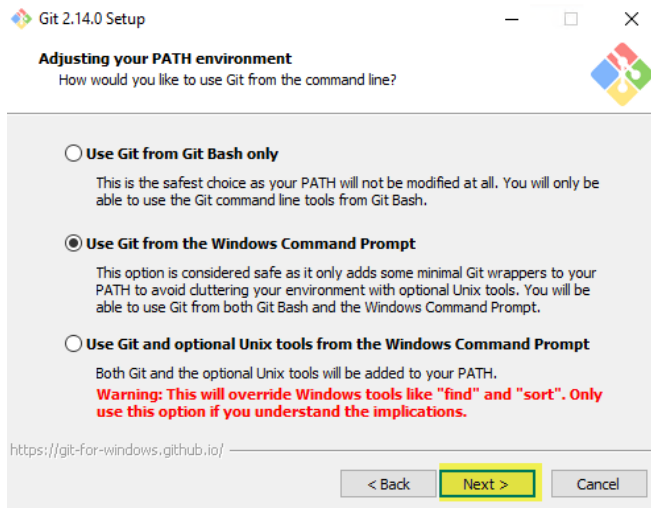 Git 2.14.0 Setup
Adjusting your PATH environment
How would you like to use Git from the command line?
Use Git from Git Bash only
This is the safest choice as your PATH will not be modified at all. You will only be
able to use the Git command line tools from Git Bash.
Use Git from the Windows Command Prompt
This option is considered safe as it only adds some minimal Git wrappers to your
PATH to avoid cluttering your environment with optional Unix tools. You will be
able to use Git from both Git Bash and the Windows Command Prompt.
Use Git and optional Unix tools from the Windows Command Prompt
Both Git and the optional Unix tools will be added to your PATH.
Warning: This will override Windows tools like "find" and "sort". Only
use this option if you understand the implications.
https://git-for-windows.github.io/
< Back Next > Cancel